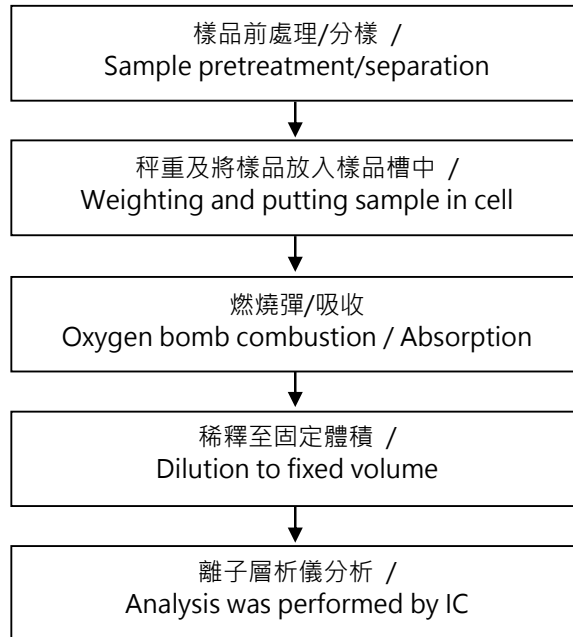 樣品前處理/分樣 /
Sample pretreatment/separation
秤重及將樣品放入樣品槽中 /
Weighting and putting sample in cell
燃燒彈/吸收
Oxygen bomb combustion / Absorption
稀釋至固定體積 /
Dilution to fixed volume
離子層析儀分析 /
Analysis was performed by IC